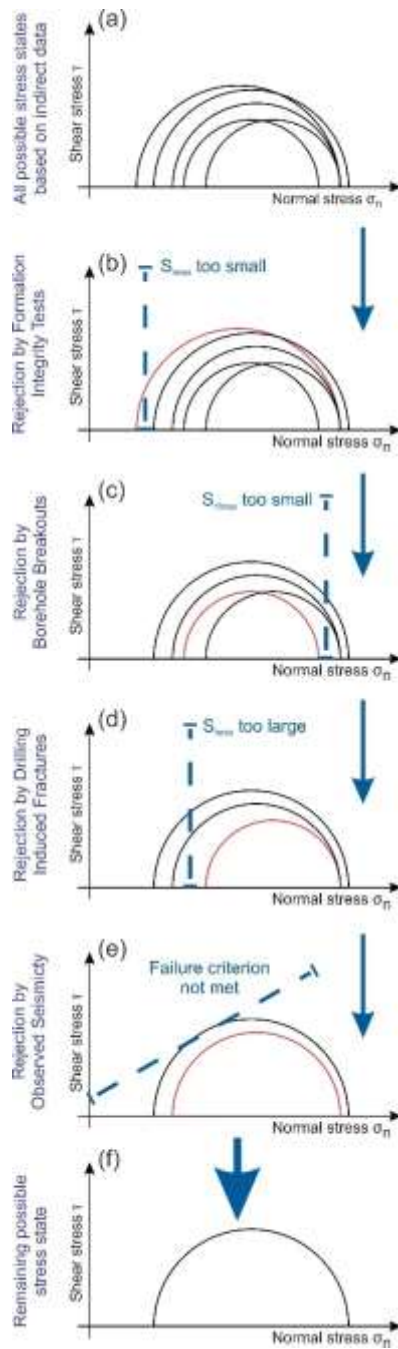 (a)
All possible stress states
based on indirect data
Shear stress τ
Normal stress σn
(b)
Rejection by Formation
Integrity Tests
too small
Shear stress τ
Normal stress σn
(c)
Rejection by
Borehole Breakouts
too small
Shear stress τ
Normal stress σn
(d)
Rejection by Drilling
Induced Fractures
too large
Shear stress τ
Normal stress σn
(e)
Rejection by
Observed Seismicty
Failure criterion
not met
Shear stress τ
Normal stress σn
(f)
Remaining possible
stress state
Shear stress τ
Normal stress σn